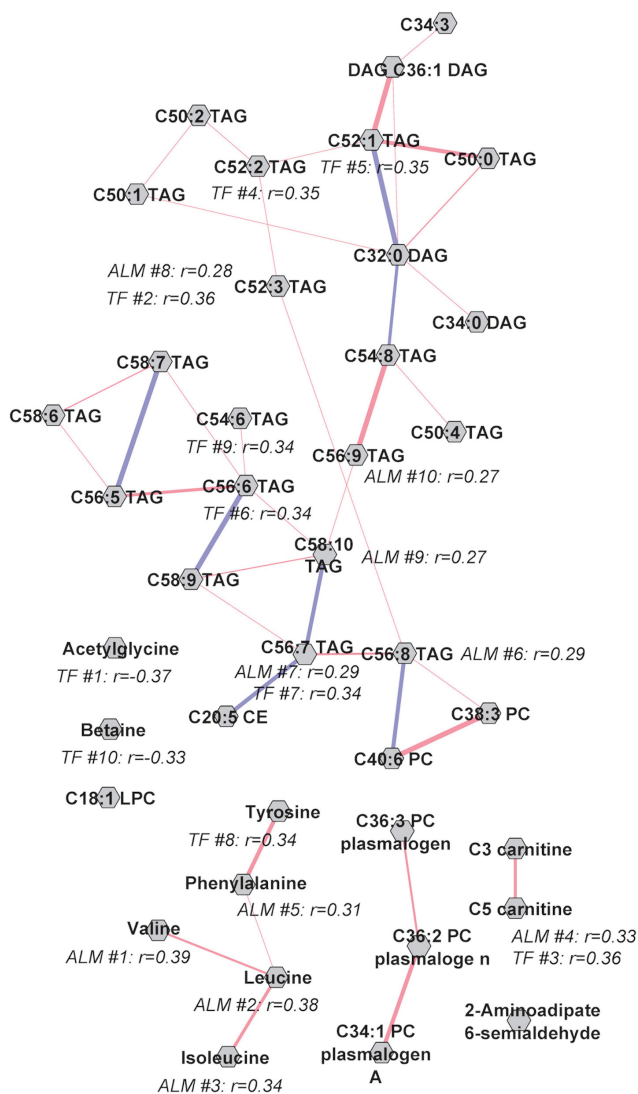 C34:3
DAG C36:1 DAG
C50:2 TAG
C52:1 TAG
C50:0 TAG
TF #5: r=0.35
C52:2 TAG
TF #4: r=0.35
C50:1 TAG
C32:0 DAG
ALM #8: r=0.28
TF #2: r=0.36
C52:3 TAG
C34:0 DAG
C58:7 TAG
C54:8 TAG
C58:6 TAG
C54:6 TAG
TF #9: r=0.34
C50:4 TAG
C56:9 TAG
ALM #10: r=0.27
C56:5 TAG
C56:6 TAG
TF #6: r=0.34
C58:10
TAG
ALM #9: r=0.27
C58:9 TAG
Acetylglycine
TF #1: r=-0.37
C56:7 TAG
ALM #7: r=0.29
TF #7: r=0.34
C56:8 TAG
ALM #6: r=0.29
C20:5 CE
C38:3 PC
Betaine
TF #10: r=-0.33
C40:6 PC
C18:1 LPC
Tyrosine
TF #8: r=0.34
C36:3 PC
plasmalogen
C3 carnitine
Phenylalanine
ALM #5: r=0.31
C5 carnitine
ALM #4: r=0.33
TF #3: r=0.36
Valine
ALM #1: r=0.39
C36:2 PC
plasmaloge n
Leucine
ALM #2: r=0.38
2-Aminoadipate
6-semialdehyde
C34:1 PC
plasmalogen
A
Isoleucine
ALM #3: r=0.34